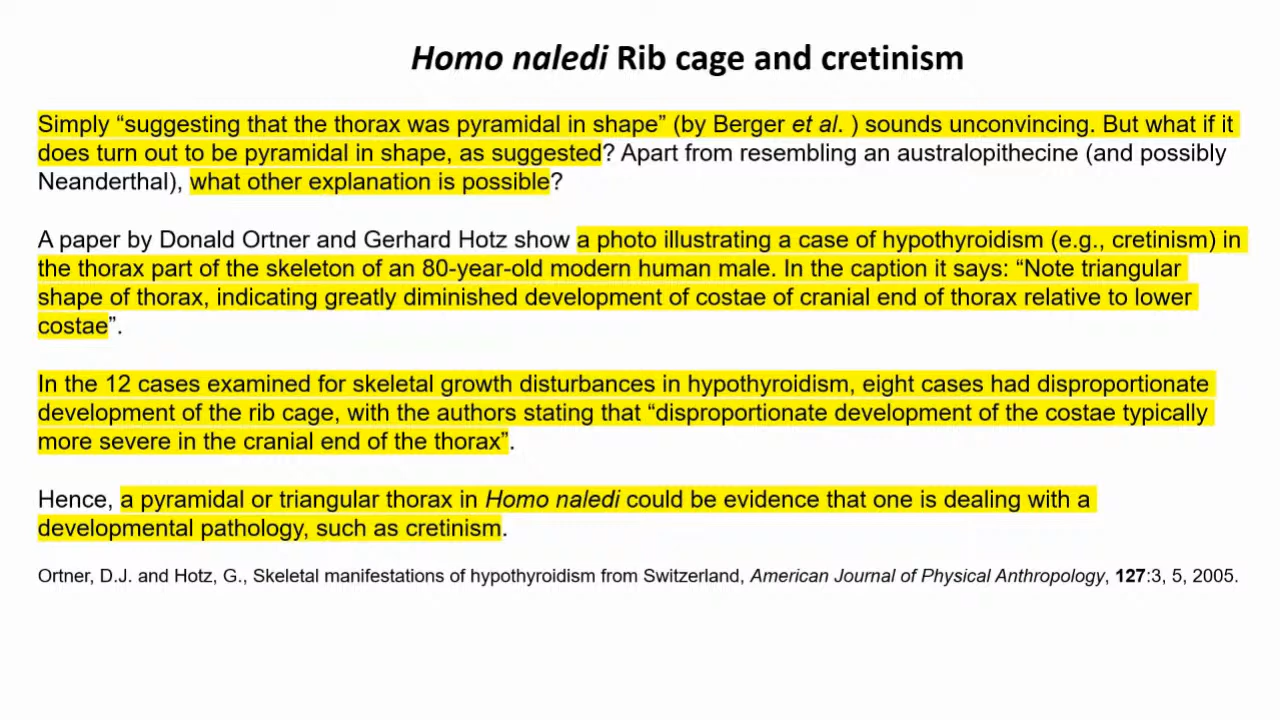 Homo naledi Rib cage and cretinism
Simply “suggesting that the thorax was pyramidal in shape” (by Berger et al. ) sounds unconvincing. But what if it
does turn out to be pyramidal in shape, as suggested? Apart from resembling an australopithecine (and possibly
Neanderthal), what other explanation is possible?
A paper by Donald Ortner and Gerhard Hotz show a photo illustrating a case of hypothyroidism (e.g., cretinism) in
the thorax part of the skeleton of an 80-year-old modern human male. In the caption it says: “Note triangular
shape of thorax, indicating greatly diminished development of costae of cranial end of thorax relative to lower
costae”.
In the 12 cases examined for skeletal growth disturbances in hypothyroidism, eight cases had disproportionate
development of the rib cage, with the authors stating that “disproportionate development of the costae typically
more severe in the cranial end of the thorax”.
Hence, a pyramidal or triangular thorax in Homo naledi could be evidence that one is dealing with a
developmental pathology, such as cretinism.
Ortner, D.J. and Hotz, G., Skeletal manifestations of hypothyroidism from Switzerland, American Journal of Physical Anthropology, 127:3, 5, 2005.